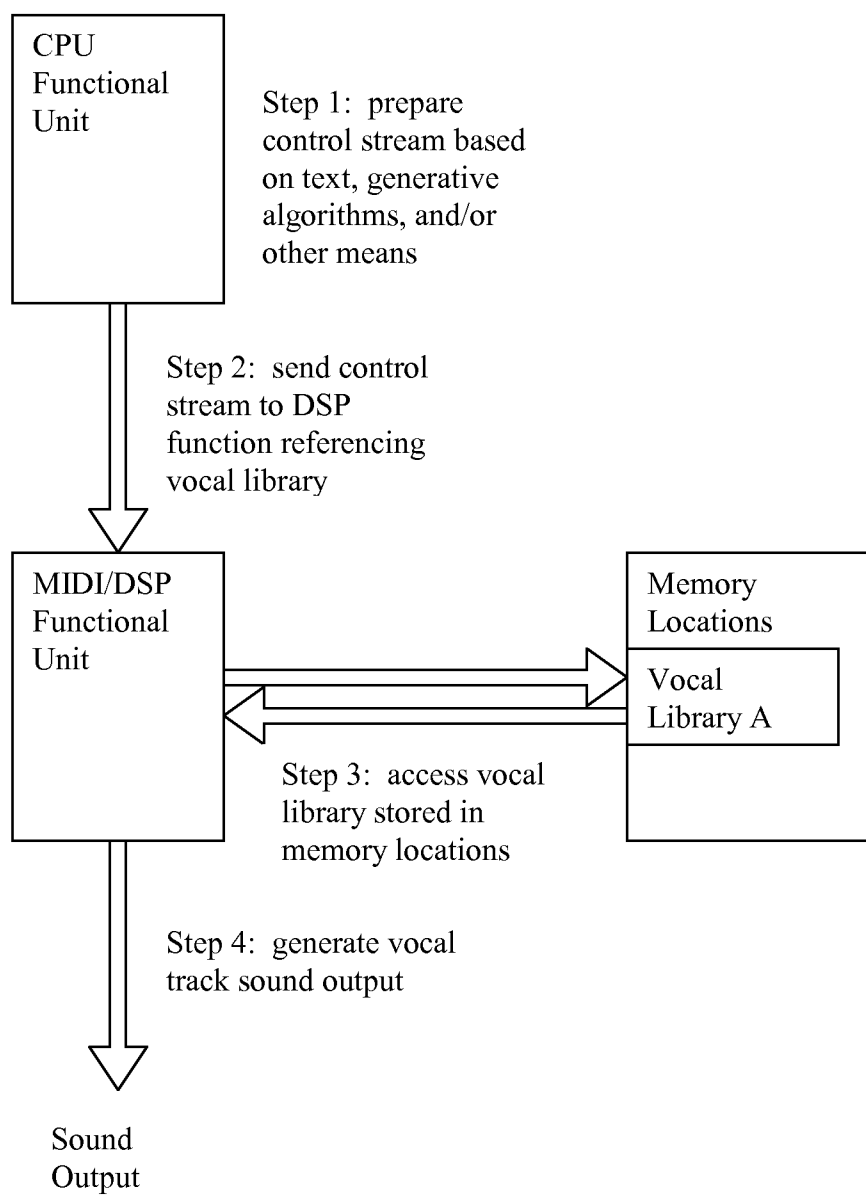 CPU
Functional
Unit
Step 1: prepare
control stream based
on text, generative
algorithms, and/or
other means
Step 2: send control
stream to DSP
function referencing
vocal library
MIDI/DSP
Functional
Unit
Memory
Locations
Vocal
Library A
Step 3: access vocal
library stored in
memory locations
Step 4: generate vocal
track sound output
Sound
Output